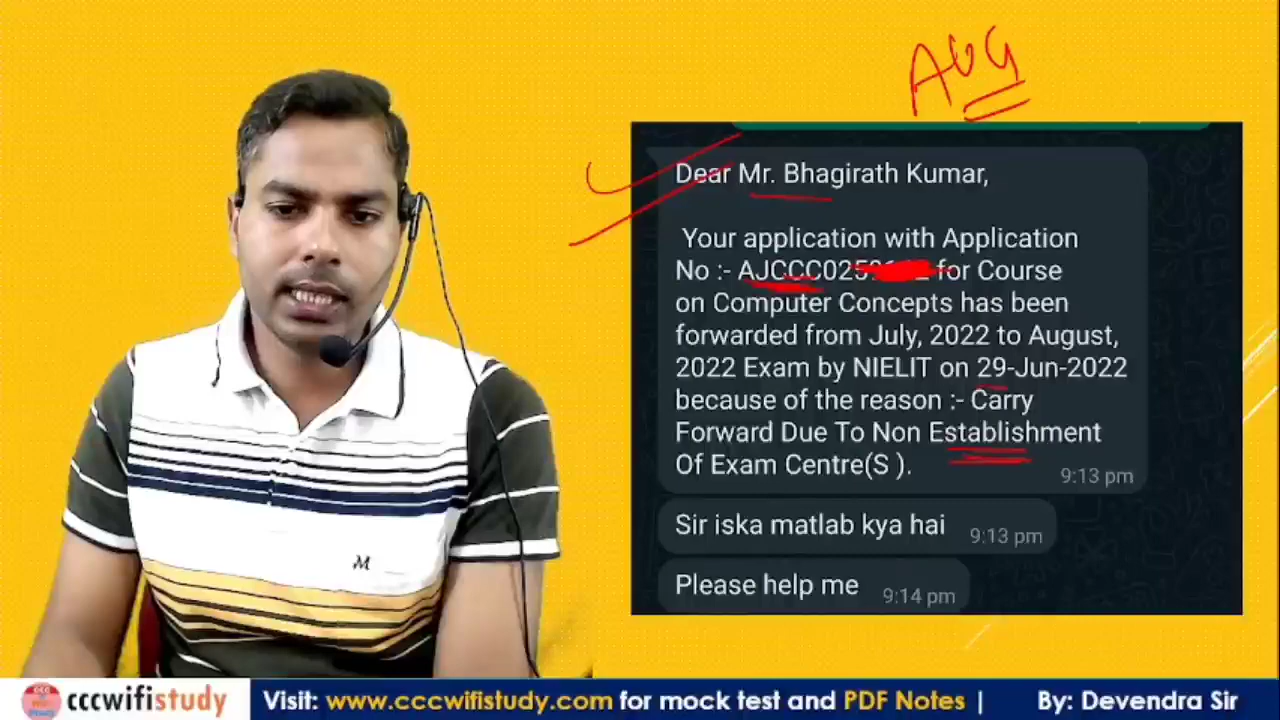 AUG
Dear Mr. Bhagirath Kumar,
Your application with Application
No :- AJCCC025 for Course
on Computer Concepts has been
forwarded from July, 2022 to August,
2022 Exam by NIELIT on 29-Jun-2022
because of the reason :- Carry
Forward Due To Non Establishment
Of Exam Centre(S ).
9:13 pm
Sir iska matlab kya hai 9:13 pm
Please help me 9:14 pm
M
cccwifistudy Visit: www.cccwifistudy.com for mock test and PDF Notes | By: Devendra Sir